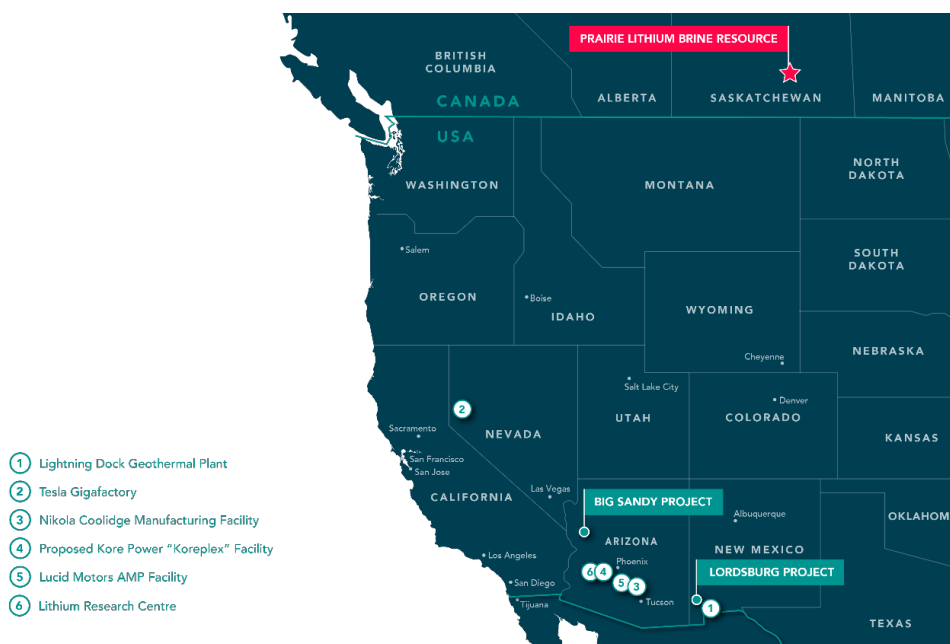 PRAIRIE LITHIUM BRINE RESOURCE
BRITISH
COLUMBIA
CANADA
ALBERTA
SASKATCHEWAN
MANITOBA
USA
WASHINGTON
MONTANA
NORTH
DAKOTA
Salem
SOUTH
DAKOTA
OREGON
Boise
IDAHO
WYOMING
NEBRASKA
Cheyenne
Salt Lake City
Denver
2
UTAH
COLORADO
Sacramento
NEVADA
KANSAS
San Francisco
San Jose
CALIFORNIA
Las Vegas
BIG SANDY PROJECT
Albuquerque
OKLAHOM
ARIZONA
NEW MEXICO
Los Angeles
Phoenix
6 4
5 3
LORDSBURG PROJECT
San Diego
Tijuana
Tucson
1
TEXAS
1 Lightning Dock Geothermal Plant
2 Tesla Gigafactory
3 Nikola Coolidge Manufacturing Facility
4 Proposed Kore Power “Koreplex” Facility
5 Lucid Motors AMP Facility
6 Lithium Research Centre